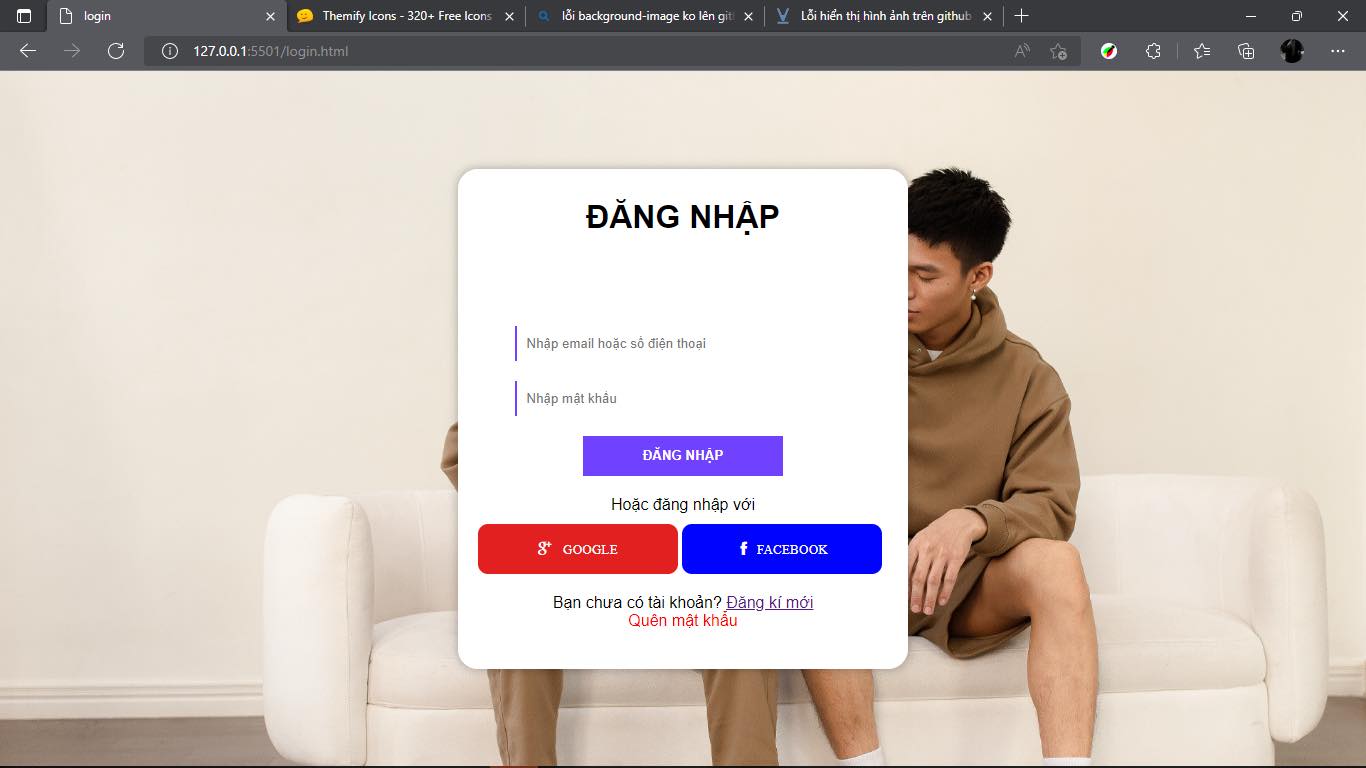 login
Themify Icons - 320+ Free Icons
lỗi background-image ko lên git
Lỗi hiển thị hình ảnh trên github
127.0.0.1:5501/login.html
ĐĂNG NHẬP
Nhập email hoặc số điện thoại
Nhập mật khẩu
ĐĂNG NHẬP
Hoặc đăng nhập với
g+ GOOGLE
f FACEBOOK
Bạn chưa có tài khoản? Đăng kí mới
Quên mật khẩu